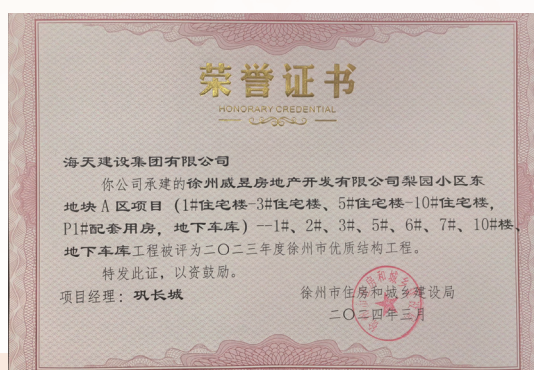 荣誉证书
HONORARY CREDENTIAL
海天建设集团有限公司
你公司承建的徐州威昱房地产开发有限公司梨园小区东
地块A区项目（1#住宅楼-3#住宅楼、5#住宅楼-10#住宅楼，
P1#配套用房，地下车库）--1#、2#、3#、5#、6#、7#、10#楼、
地下车库工程被评为二〇二三年度徐州市优质结构工程。
特发此证，以资鼓励。
项目经理：巩长城
徐州市住房和城乡建设局
二〇二四年三月